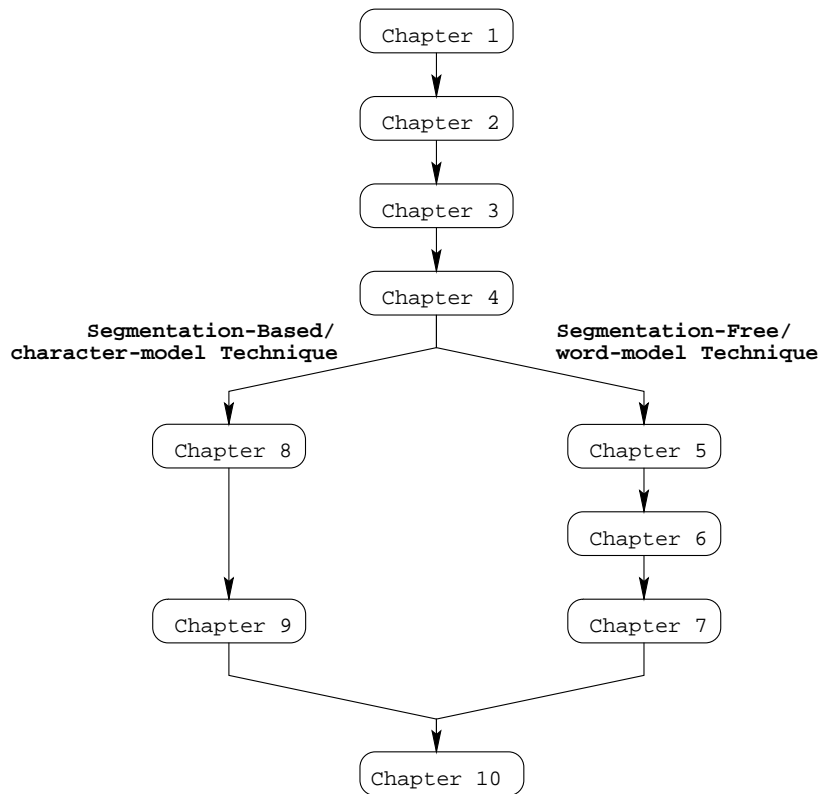 Chapter 1
Chapter 2
Chapter 3
Chapter 4
Segmentation-Based/
character-model Technique
Segmentation-Free/
word-model Technique
Chapter 8
Chapter 5
Chapter 6
Chapter 9
Chapter 7
Chapter 10